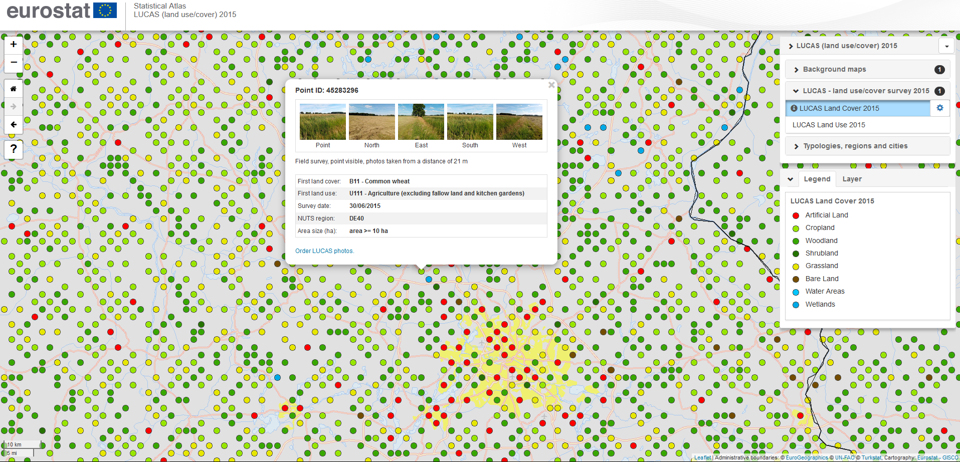 eurostat
Statistical Atlas
LUCAS (land use/cover) 2015
+
−
?
LUCAS (land use/cover) 2015
Background maps 1
LUCAS - land use/cover survey 2015 1
LUCAS Land Cover 2015
LUCAS Land Use 2015
Typologies, regions and cities
Legend Layer
LUCAS Land Cover 2015
Artificial Land
Cropland
Woodland
Shrubland
Grassland
Bare Land
Water Areas
Wetlands
Point ID: 45283296
Point North East South West
Field survey, point visible, photos taken from a distance of 21 m
First land cover: B11 - Common wheat
First land use: U111 - Agriculture (excluding fallow land and kitchen gardens)
Survey date: 30/06/2015
NUTS region: DE40
Area size (ha): area >= 10 ha
Order LUCAS photos.
10 km
5 mi
Leaflet | Administrative boundaries: © EuroGeographics © UN-FAO © Turkstat, Cartography: Eurostat - GISCO